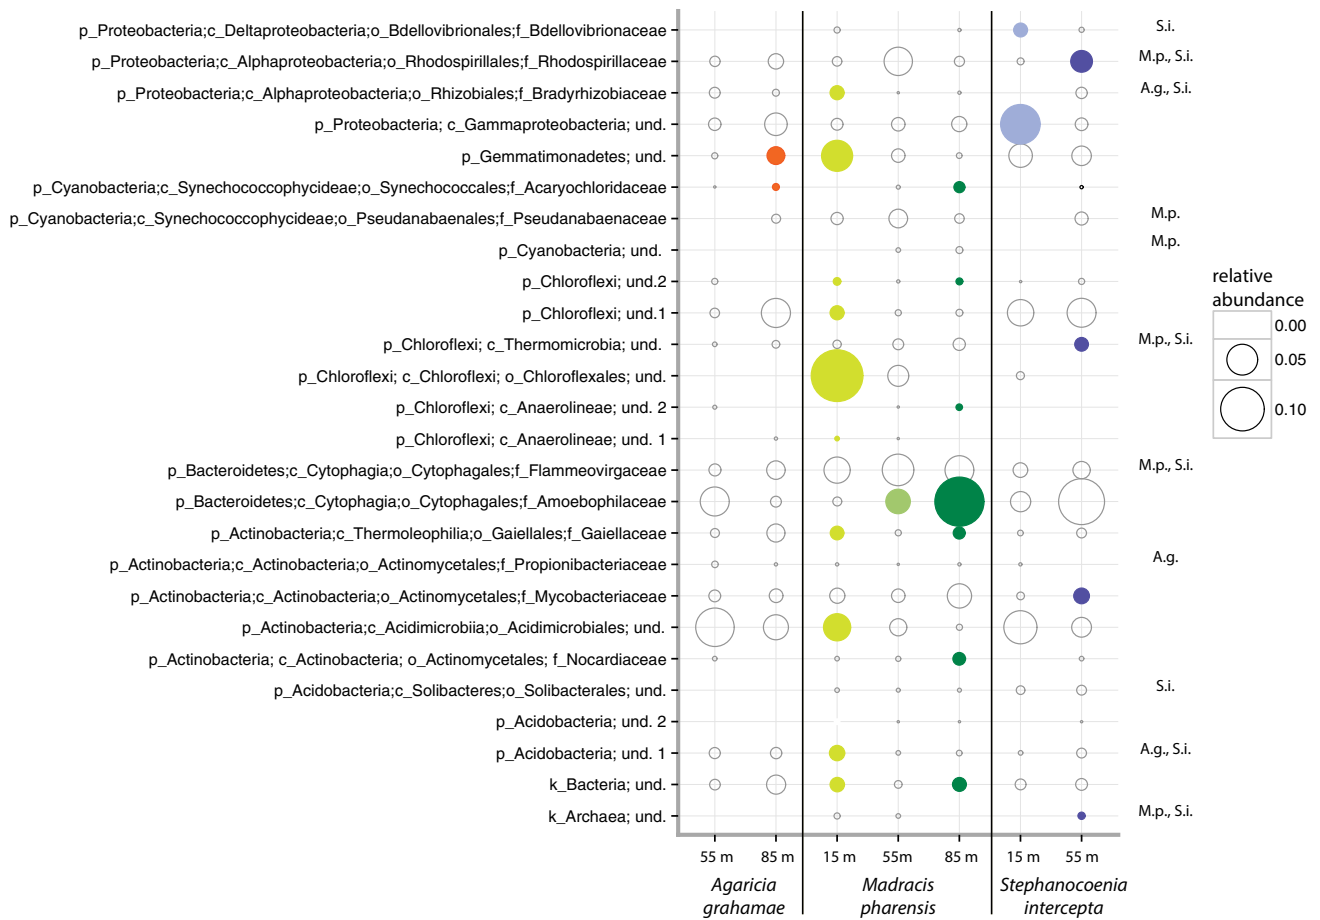 p_Proteobacteria;c_Deltaproteobacteria;o_Bdellovibrionales;f_Bdellovibrionaceae S.i.
p_Proteobacteria;c_Alphaproteobacteria;o_Rhodospirillales;f_Rhodospirillaceae M.p., S.i.
p_Proteobacteria;c_Alphaproteobacteria;o_Rhizobiales;f_Bradyrhizobiaceae A.g., S.i.
p_Proteobacteria; c_Gammaproteobacteria; und.
p_Gemmatimonadetes; und.
p_Cyanobacteria;c_Synechococcophycideae;o_Synechococcales;f_Acaryochloridaceae
p_Cyanobacteria;c_Synechococcophycideae;o_Pseudanabaenales;f_Pseudanabaenaceae M.p.
p_Cyanobacteria; und. M.p.
p_Chloroflexi; und.2
p_Chloroflexi; und.1
p_Chloroflexi; c_Thermomicrobia; und. M.p., S.i.
p_Chloroflexi; c_Chloroflexi; o_Chloroflexales; und.
p_Chloroflexi; c_Anaerolineae; und. 2
p_Chloroflexi; c_Anaerolineae; und. 1
p_Bacteroidetes;c_Cytophagia;o_Cytophagales;f_Flammeovirgaceae M.p., S.i.
p_Bacteroidetes;c_Cytophagia;o_Cytophagales;f_Amoebophilaceae
p_Actinobacteria;c_Thermoleophilia;o_Gaiellales;f_Gaiellaceae
p_Actinobacteria;c_Actinobacteria;o_Actinomycetales;f_Propionibacteriaceae A.g.
p_Actinobacteria;c_Actinobacteria;o_Actinomycetales;f_Mycobacteriaceae
p_Actinobacteria;c_Acidimicrobiia;o_Acidimicrobiales; und.
p_Actinobacteria; c_Actinobacteria; o_Actinomycetales; f_Nocardiaceae
p_Acidobacteria;c_Solibacteres;o_Solibacterales; und. S.i.
p_Acidobacteria; und. 2
p_Acidobacteria; und. 1 A.g., S.i.
k_Bacteria; und.
k_Archaea; und. M.p., S.i.
55 m 85 m 15 m 55m 85 m 15 m 55 m
Agaricia Madracis Stephanocoenia
grahamae pharensis intercepta
relative
abundance
0.00
0.05
0.10